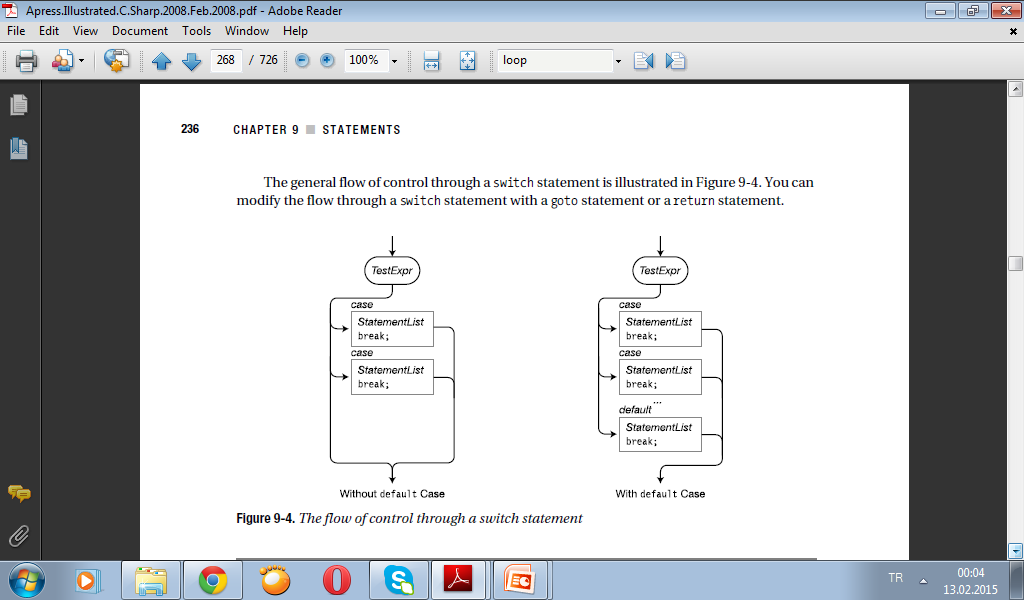 Apress.Illustrated.C.Sharp.2008.Feb.2008.pdf - Adobe Reader
File Edit View Document Tools Window Help
268 / 726 100% loop
236 CHAPTER 9 ■ STATEMENTS
The general flow of control through a switch statement is illustrated in Figure 9-4. You can
modify the flow through a switch statement with a goto statement or a return statement.
TestExpr
case
StatementList
break;
case
StatementList
break;
Without default Case
TestExpr
case
StatementList
break;
case
StatementList
break;
...
default
StatementList
break;
With default Case
Figure 9-4. The flow of control through a switch statement
TR
00:04
13.02.2015